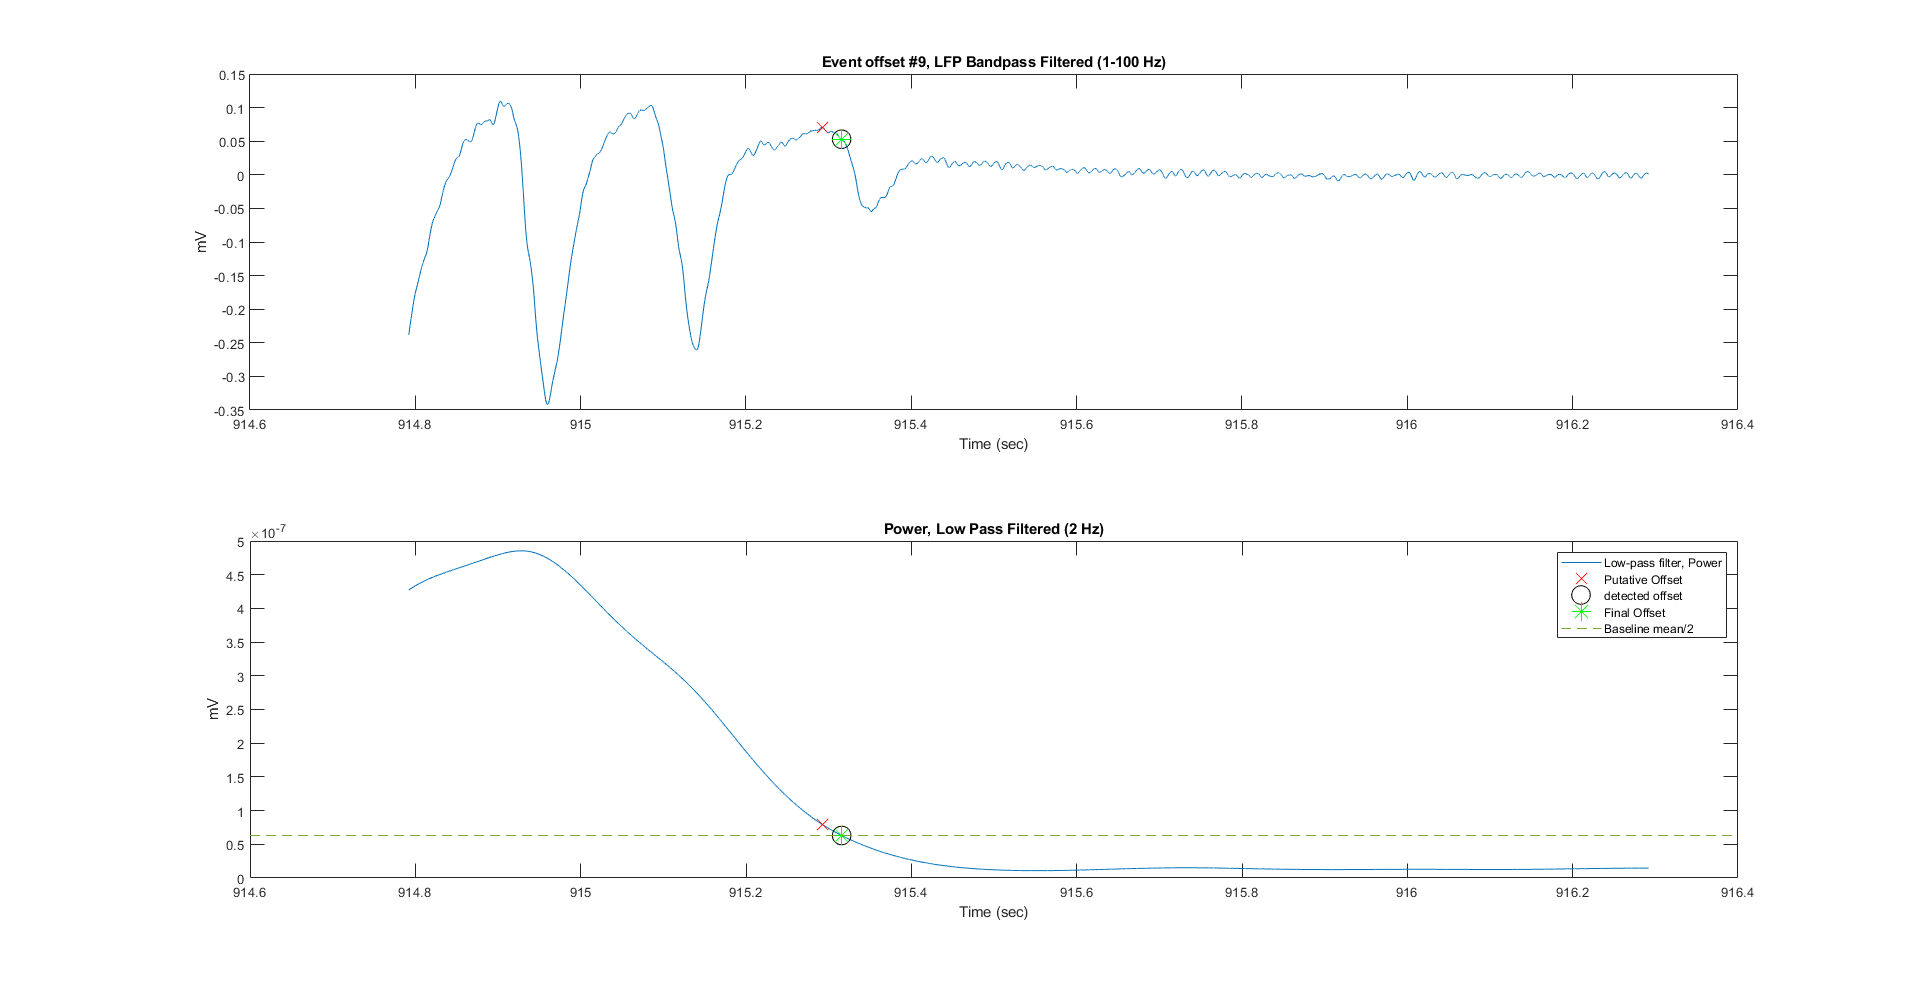 Event offset #9, LFP Bandpass Filtered (1-100 Hz)
0.15
0.1
0.05
0
-0.05
-0.1
-0.15
-0.2
-0.25
-0.3
-0.35
mV
914.6 914.8 915 915.2 915.4 915.6 915.8 916 916.2 916.4
Time (sec)
Power, Low Pass Filtered (2 Hz)
×10-7
5
4.5
4
3.5
3
2.5
2
1.5
1
0.5
0
mV
Low-pass filter, Power
Putative Offset
detected offset
Final Offset
Baseline mean/2
914.6 914.8 915 915.2 915.4 915.6 915.8 916 916.2 916.4
Time (sec)